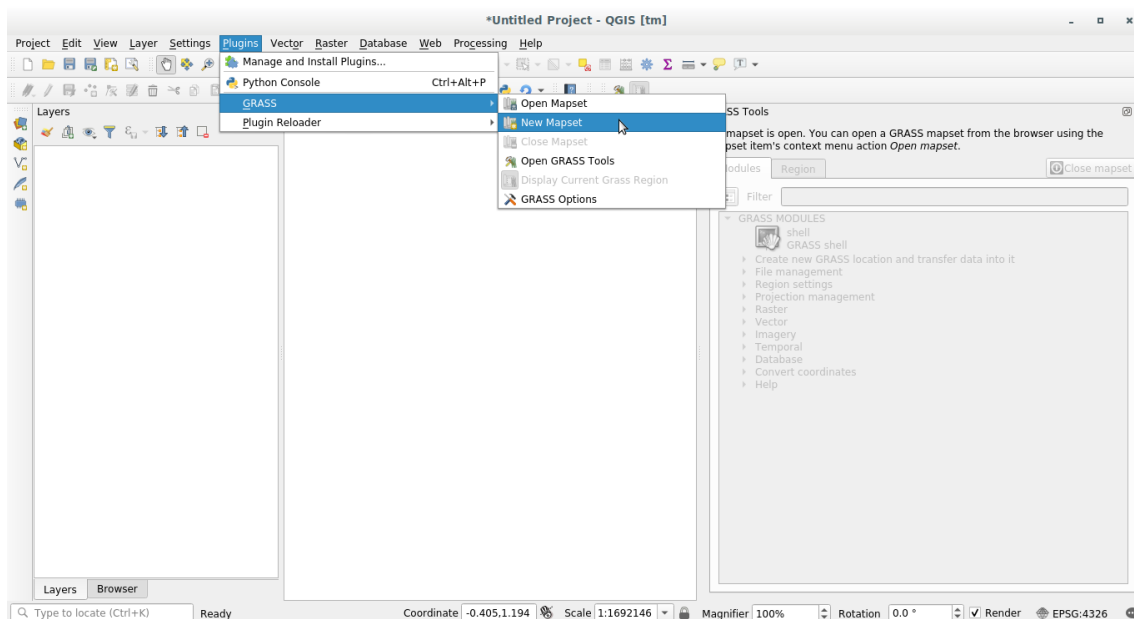 *Untitled Project - QGIS [tm]
Project Edit View Layer Settings Plugins Vector Raster Database Web Processing Help
Manage and Install Plugins...
Python Console Ctrl+Alt+P
GRASS
Plugin Reloader
Open Mapset
New Mapset
Close Mapset
Open GRASS Tools
Display Current Grass Region
GRASS Options
Layers
SS Tools
mapset is open. You can open a GRASS mapset from the browser using the
pset item's context menu action Open mapset.
odules Region Close mapset
Filter
GRASS MODULES
shell
GRASS shell
Create new GRASS location and transfer data into it
File management
Region settings
Projection management
Raster
Vector
Imagery
Temporal
Database
Convert coordinates
Help
Layers Browser
Type to locate (Ctrl+K) Ready Coordinate -0.405,1.194 Scale 1:1692146 Magnifier 100% Rotation 0.0 ° Render EPSG:4326